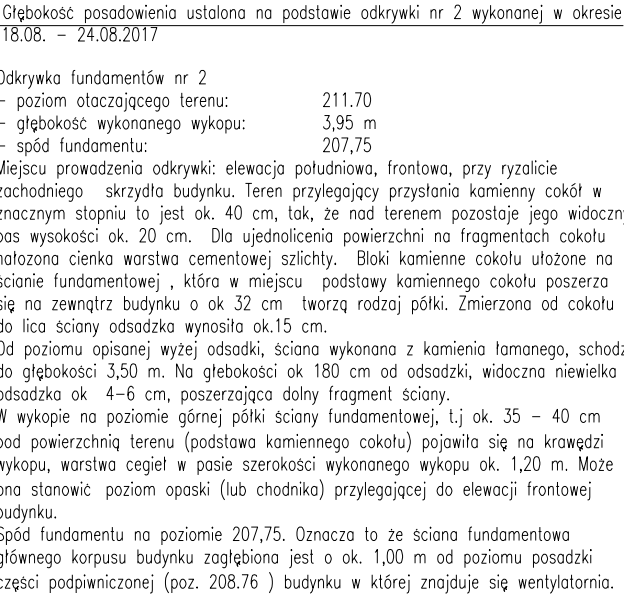 Głębokość posadowienia ustalona na podstawie odkrywki nr 2 wykonanej w okresie
18.08. – 24.08.2017
Odkrywka fundamentów nr 2
– poziom otaczającego terenu: 211.70
– głębokość wykonanego wykopu: 3,95 m
– spód fundamentu: 207,75
Miejscu prowadzenia odkrywki: elewacja południowa, frontowa, przy ryzalicie
zachodniego skrzydła budynku. Teren przylegający przysłania kamienny cokół w
znacznym stopniu to jest ok. 40 cm, tak, że nad terenem pozostaje jego widoczny
pas wysokości ok. 20 cm. Dla ujednolicenia powierzchni na fragmentach cokołu
nałozona cienka warstwa cementowej szlichty. Bloki kamienne cokołu ułożone na
ścianie fundamentowej , która w miejscu podstawy kamiennego cokołu poszerza
się na zewnątrz budynku o ok 32 cm tworzą rodzaj półki. Zmierzona od cokołu
do lica ściany odsadzka wynosiła ok.15 cm.
Od poziomu opisanej wyżej odsadki, ściana wykonana z kamienia łamanego, schodz
do głębokości 3,50 m. Na głebokości ok 180 cm od odsadzki, widoczna niewielka
odsadzka ok 4–6 cm, poszerzająca dolny fragment ściany.
W wykopie na poziomie górnej półki ściany fundamentowej, t.j ok. 35 – 40 cm
pod powierzchnią terenu (podstawa kamiennego cokołu) pojawiła się na krawędzi
wykopu, warstwa cegieł w pasie szerokości wykonanego wykopu ok. 1,20 m. Może
ona stanowić poziom opaski (lub chodnika) przylegającej do elewacji frontowej
budynku.
Spód fundamentu na poziomie 207,75. Oznacza to że ściana fundamentowa
głównego korpusu budynku zagłębiona jest o ok. 1,00 m od poziomu posadzki
części podpiwniczonej (poz. 208.76 ) budynku w której znajduje się wentylatornia.